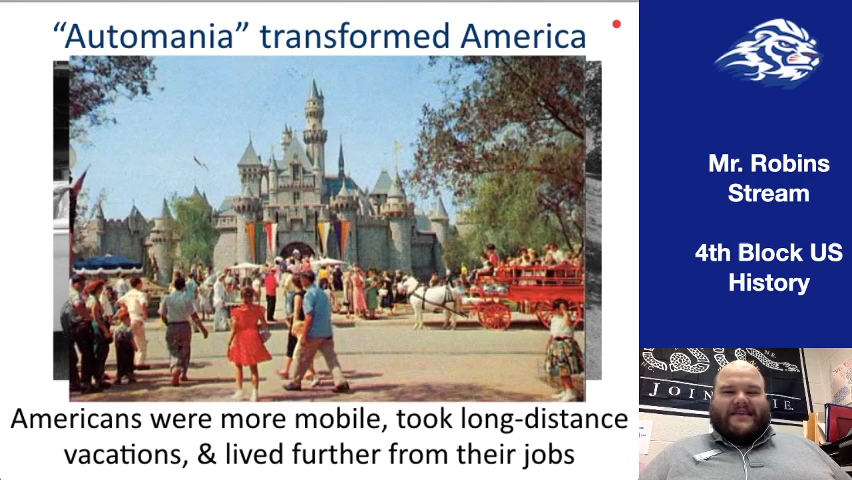 “Automania” transformed America
Americans were more mobile, took long-distance
vacations, & lived further from their jobs
Mr. Robins
Stream
4th Block US
History
JOIN
IE.